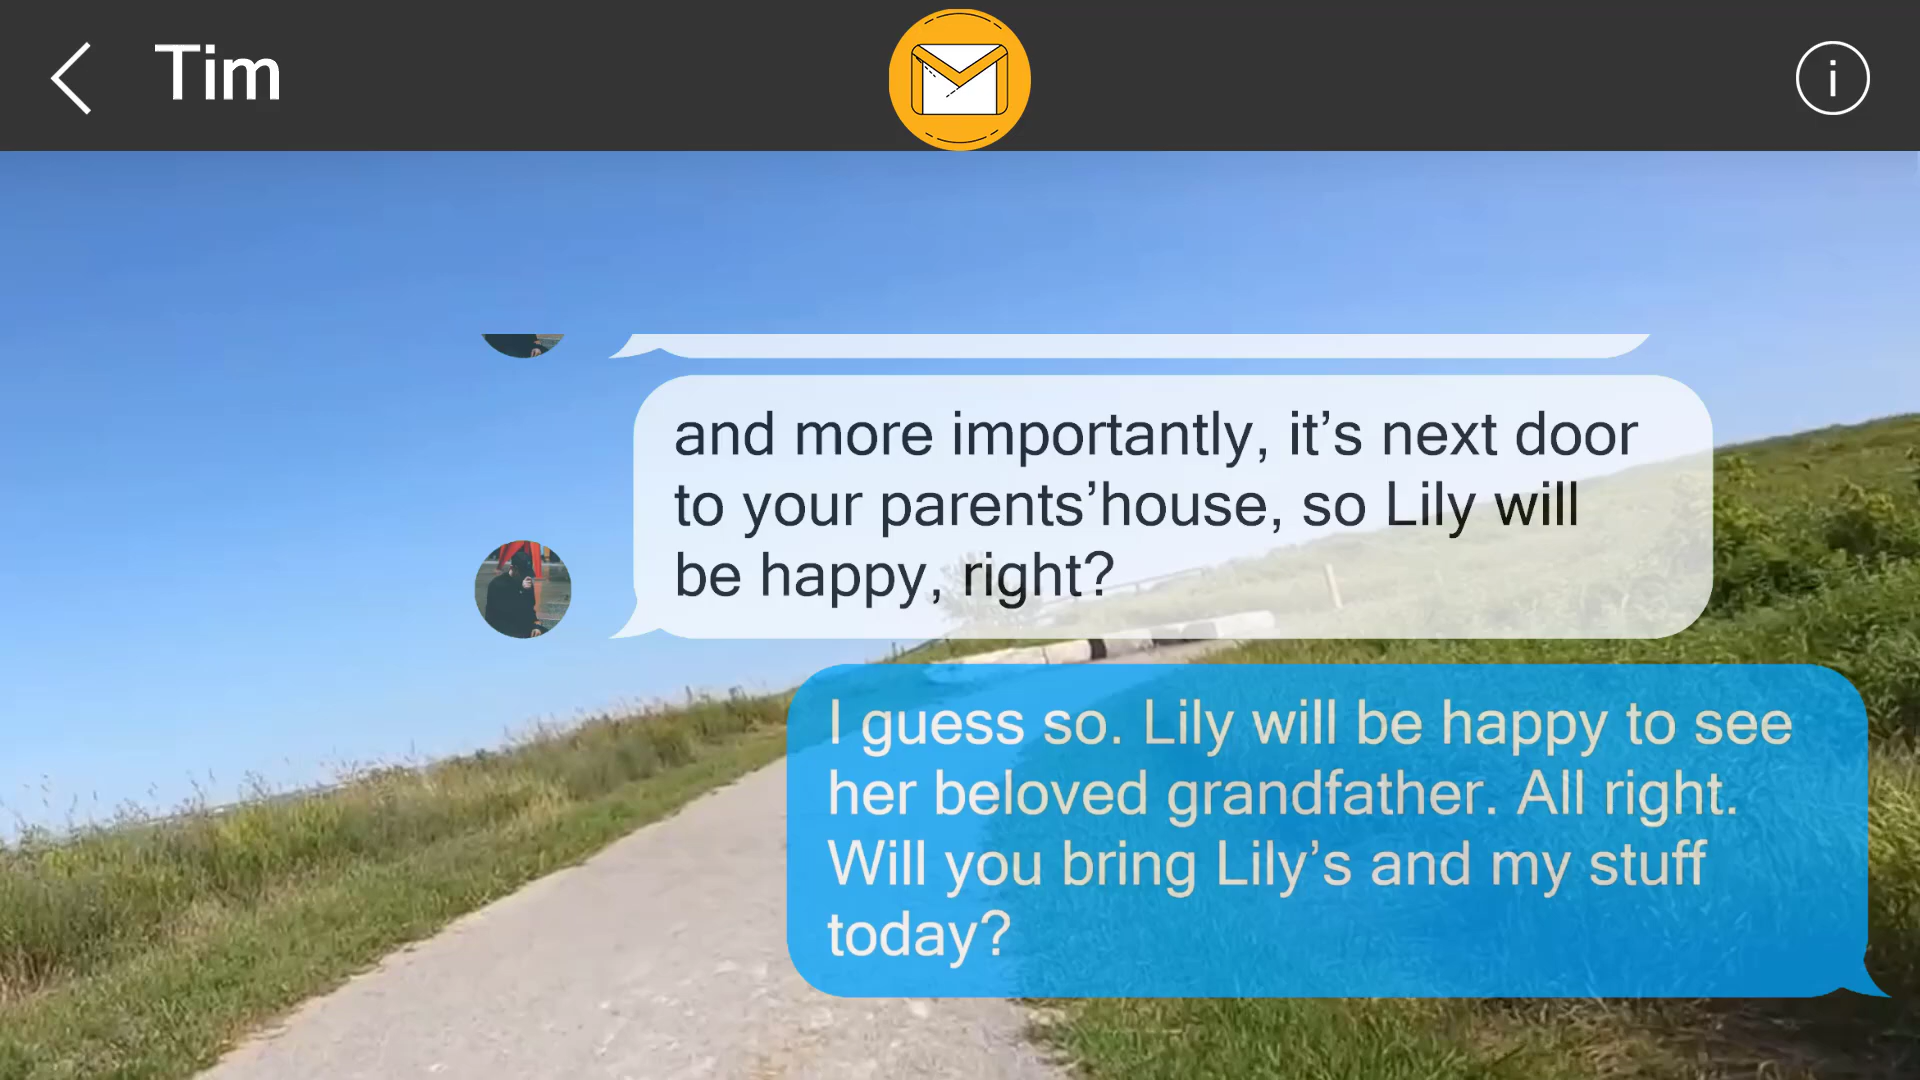 Tim
and more importantly, it’s next door
to your parents’house, so Lily will
be happy, right?
I guess so. Lily will be happy to see
her beloved grandfather. All right.
Will you bring Lily’s and my stuff
today?